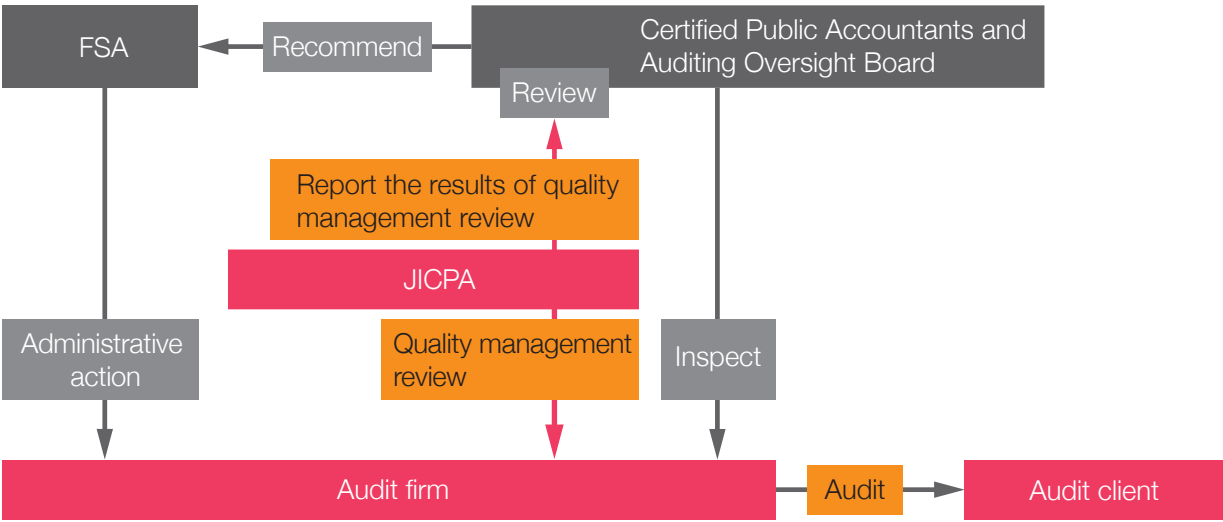 FSA
Recommend
Certified Public Accountants and
Auditing Oversight Board
Review
Report the results of quality
management review
JICPA
Administrative
action
Quality management
review
Inspect
Audit firm
Audit
Audit client